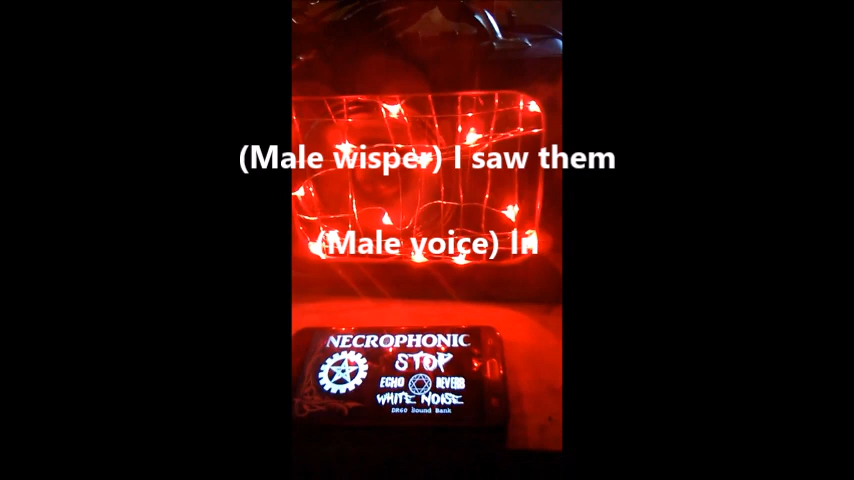 (Male wisper) I saw them
(Male voice) In
NECROPHONIC
STOP
ECHO REVERB
WHITE NOISE
DR60 Sound Bank